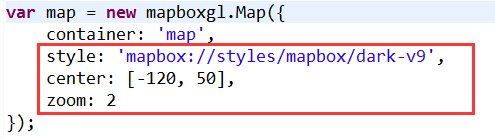 var map = new mapboxgl.Map({
    container: 'map',
    style: 'mapbox://styles/mapbox/dark-v9',
    center: [-120, 50],
    zoom: 2
});